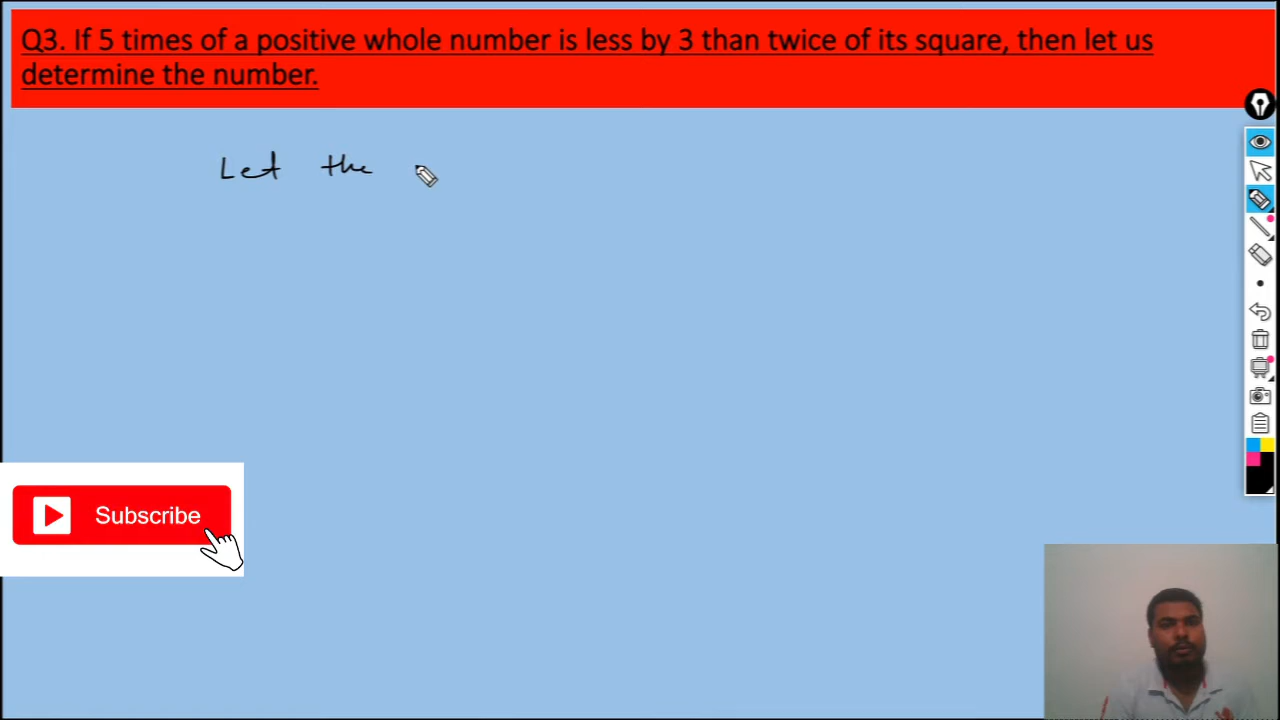 Q3. If 5 times of a positive whole number is less by 3 than twice of its square, then let us
determine the number.
Let the
Subscribe